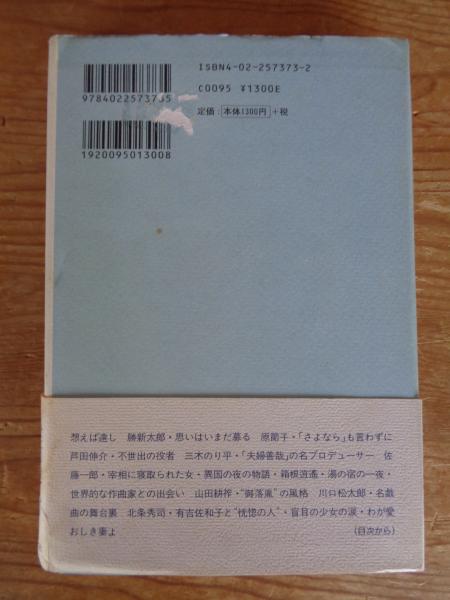 ISBN4-02-257373-2
C0095 ¥1300E
定価:本体1300円+税
9784022573735
1920095013008
想えば遠し 勝新太郎・思いはいまだ募る 原節子・「さよなら」も言わずに
芦田伸介・不世出の役者 三木のり平・「夫婦善哉」の名プロデューサー 佐
藤一郎・宰相に寝取られた女・異国の夜の物語・箱根逍遙・湯の宿の一夜・
世界的な作曲家との出会い 山田耕筰・“御落胤”の風格 川口松太郎・名戯
曲の舞台裏 北条秀司・有吉佐和子と“恍惚の人”・盲目の少女の涙・わが愛
おしき妻よ (目次から)